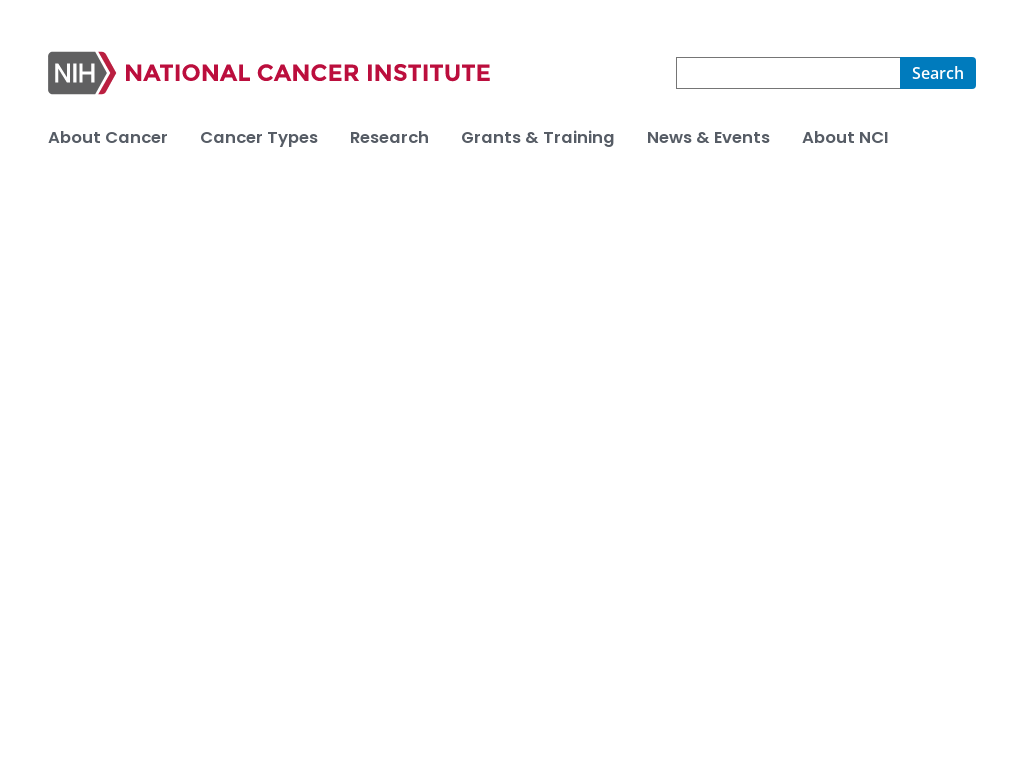 NIH NATIONAL CANCER INSTITUTE
Search
About Cancer Cancer Types Research Grants & Training News & Events About NCI